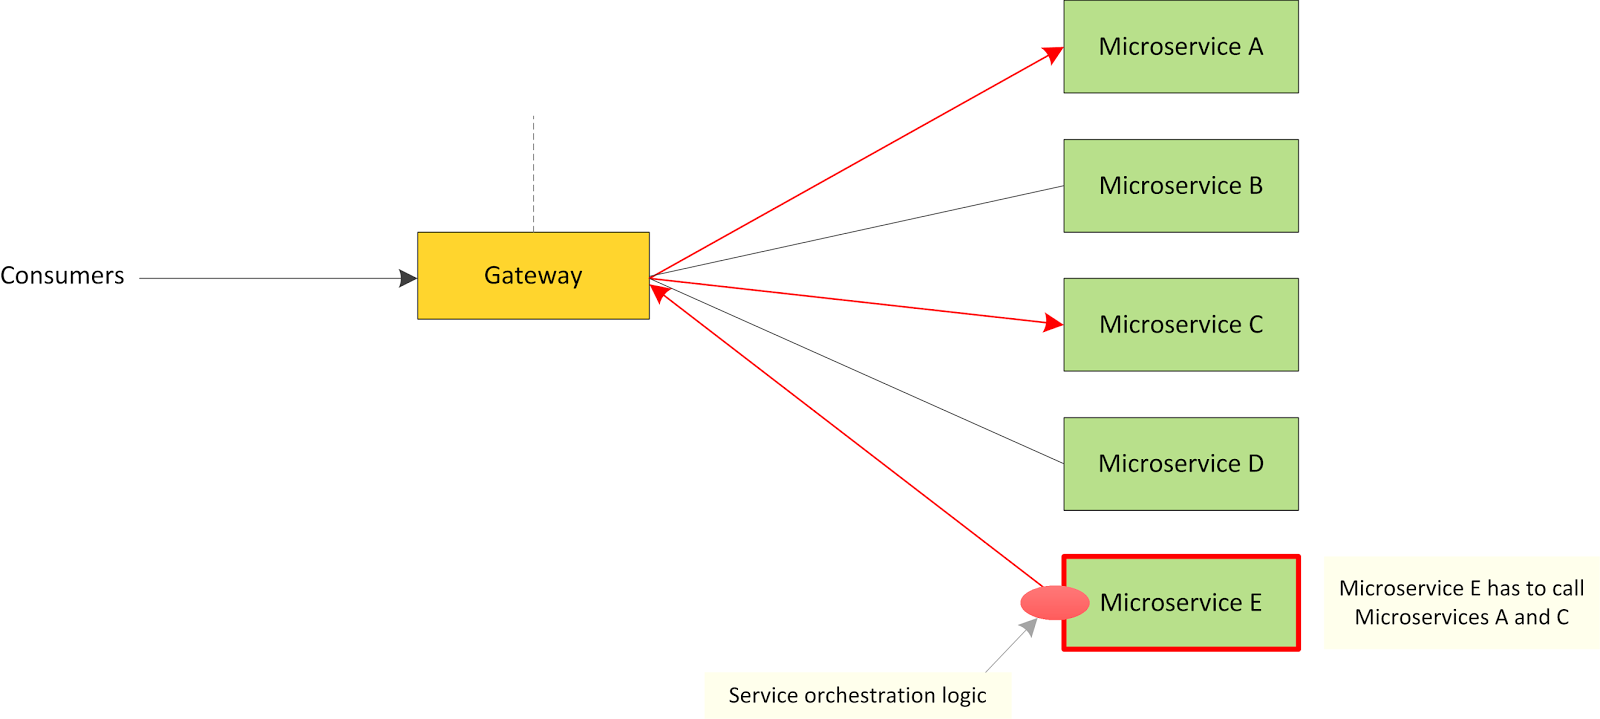 Microservice A
Microservice B
Consumers
Gateway
Microservice C
Microservice D
Microservice E
Microservice E has to call
Microservices A and C
Service orchestration logic